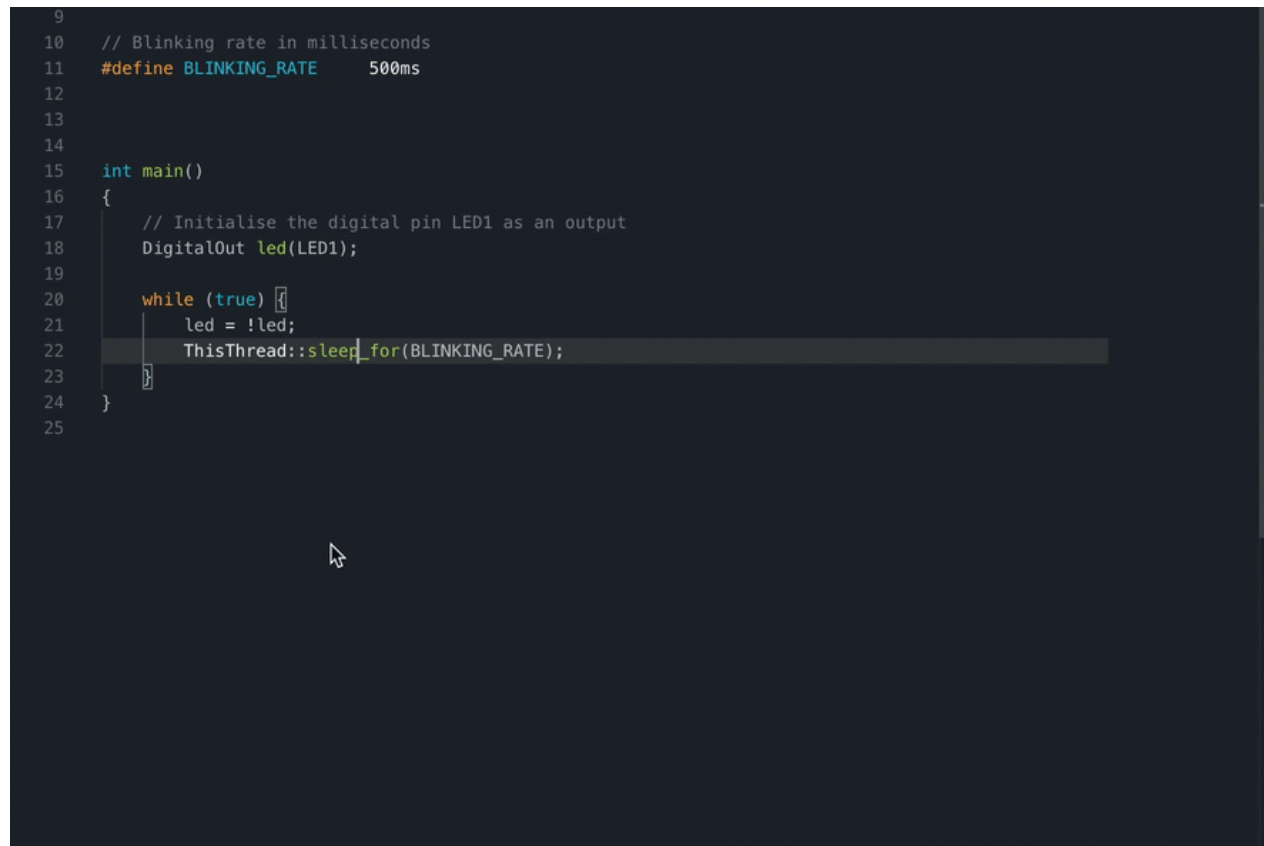 9
10 // Blinking rate in milliseconds
11 #define BLINKING_RATE     500ms
12
13
14
15 int main()
16 {
17     // Initialise the digital pin LED1 as an output
18     DigitalOut led(LED1);
19
20     while (true) {
21         led = !led;
22         ThisThread::sleep_for(BLINKING_RATE);
23     }
24 }
25